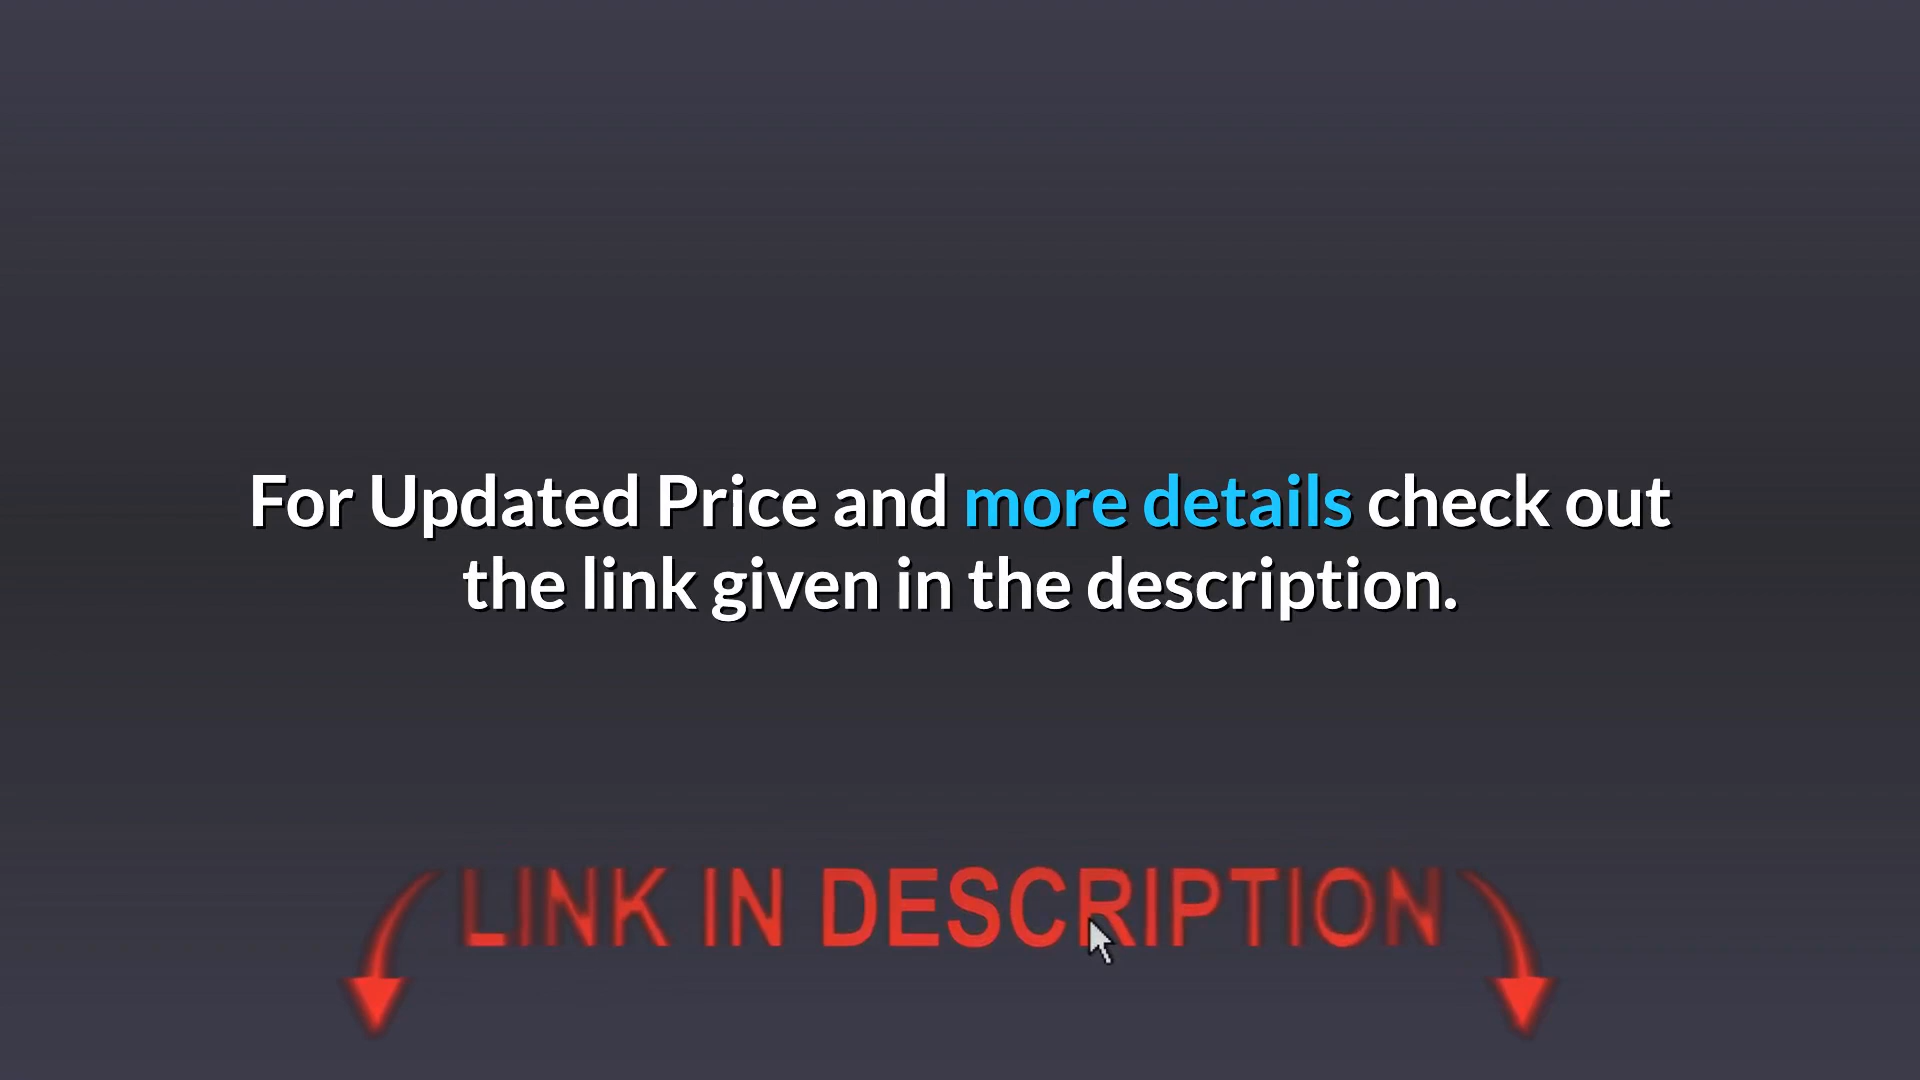 For Updated Price and more details check out
the link given in the description.
LINK IN DESCRIPTION